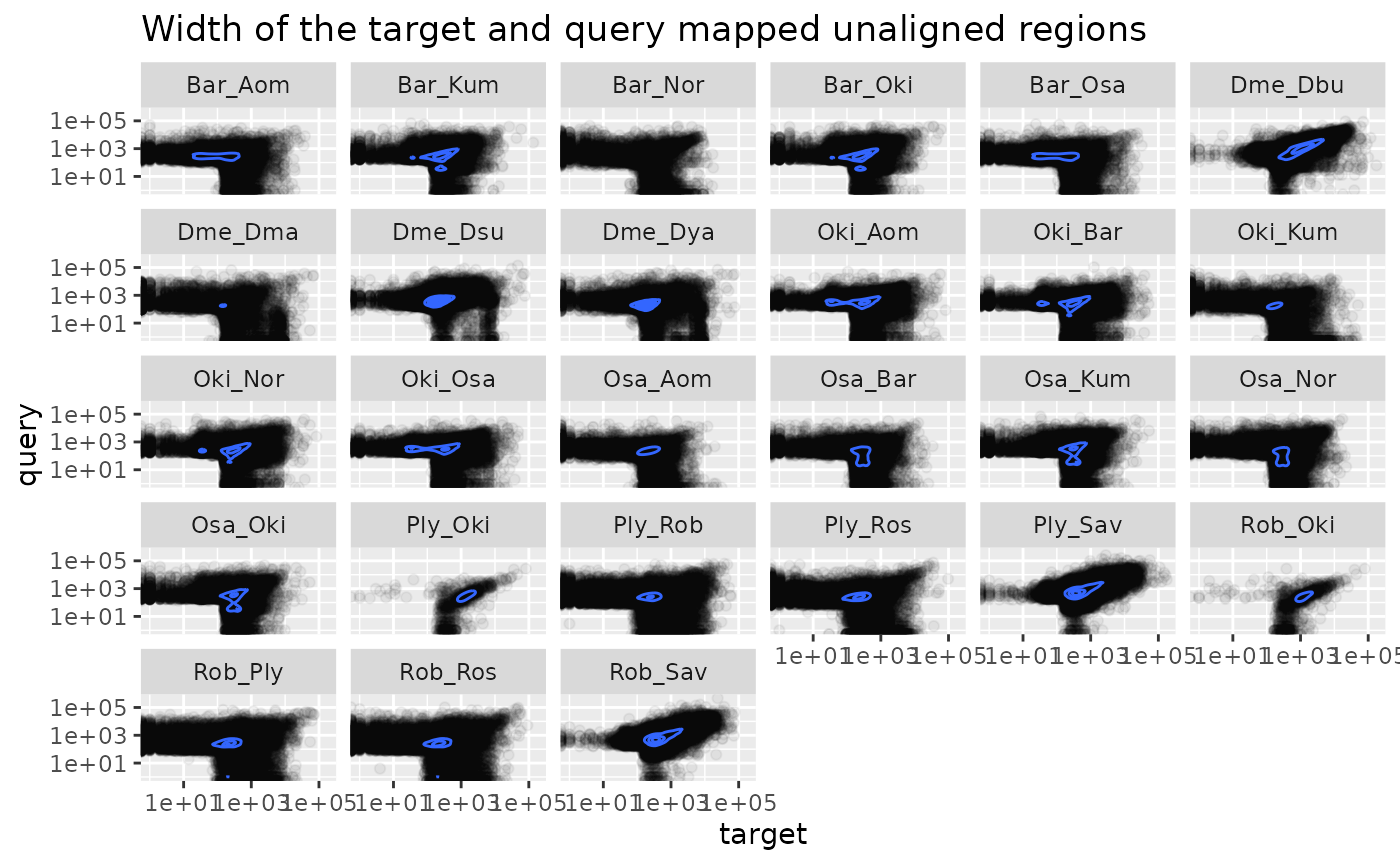 Width of the target and query mapped unaligned regions
Bar_Aom Bar_Kum Bar_Nor Bar_Oki Bar_Osa Dme_Dbu
1e+05
1e+03
1e+01
Dme_Dma Dme_Dsu Dme_Dya Oki_Aom Oki_Bar Oki_Kum
1e+05
1e+03
1e+01
Oki_Nor Oki_Osa Osa_Aom Osa_Bar Osa_Kum Osa_Nor
1e+05
1e+03
1e+01
query
Osa_Oki Ply_Oki Ply_Rob Ply_Ros Ply_Sav Rob_Oki
1e+05
1e+03
1e+01
1e+01 1e+03 1e+05 1e+01 1e+03 1e+05 1e+01 1e+03 1e+05
Rob_Ply Rob_Ros Rob_Sav
1e+05
1e+03
1e+01
1e+01 1e+03 1e+05 1e+01 1e+03 1e+05 1e+01 1e+03 1e+05
target